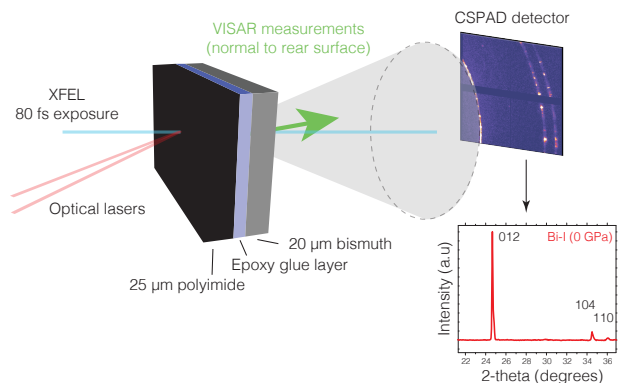 VISAR measurements
(normal to rear surface)
CSPAD detector
XFEL
80 fs exposure
Optical lasers
20 µm bismuth
Epoxy glue layer
25 µm polyimide
Bi-I (0 GPa)
012
104
110
Intensity (a.u)
22 24 26 28 30 32 34 36
2-theta (degrees)